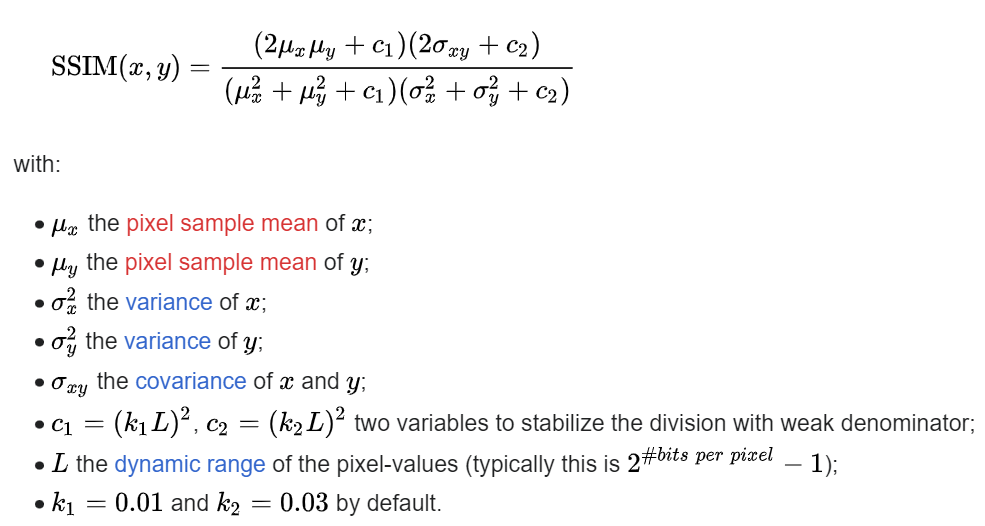 SSIM(x, y) = \frac{(2\mu_x\mu_y + c_1)(2\sigma_{xy} + c_2)}{(\mu_x^2 + \mu_y^2 + c_1)(\sigma_x^2 + \sigma_y^2 + c_2)}
with:
• \mu_x the pixel sample mean of x;
• \mu_y the pixel sample mean of y;
• \sigma_x^2 the variance of x;
• \sigma_y^2 the variance of y;
• \sigma_{xy} the covariance of x and y;
• c_1 = (k_1L)^2, c_2 = (k_2L)^2 two variables to stabilize the division with weak denominator;
• L the dynamic range of the pixel-values (typically this is 2^{\#bits per pixel} − 1);
• k_1 = 0.01 and k_2 = 0.03 by default.